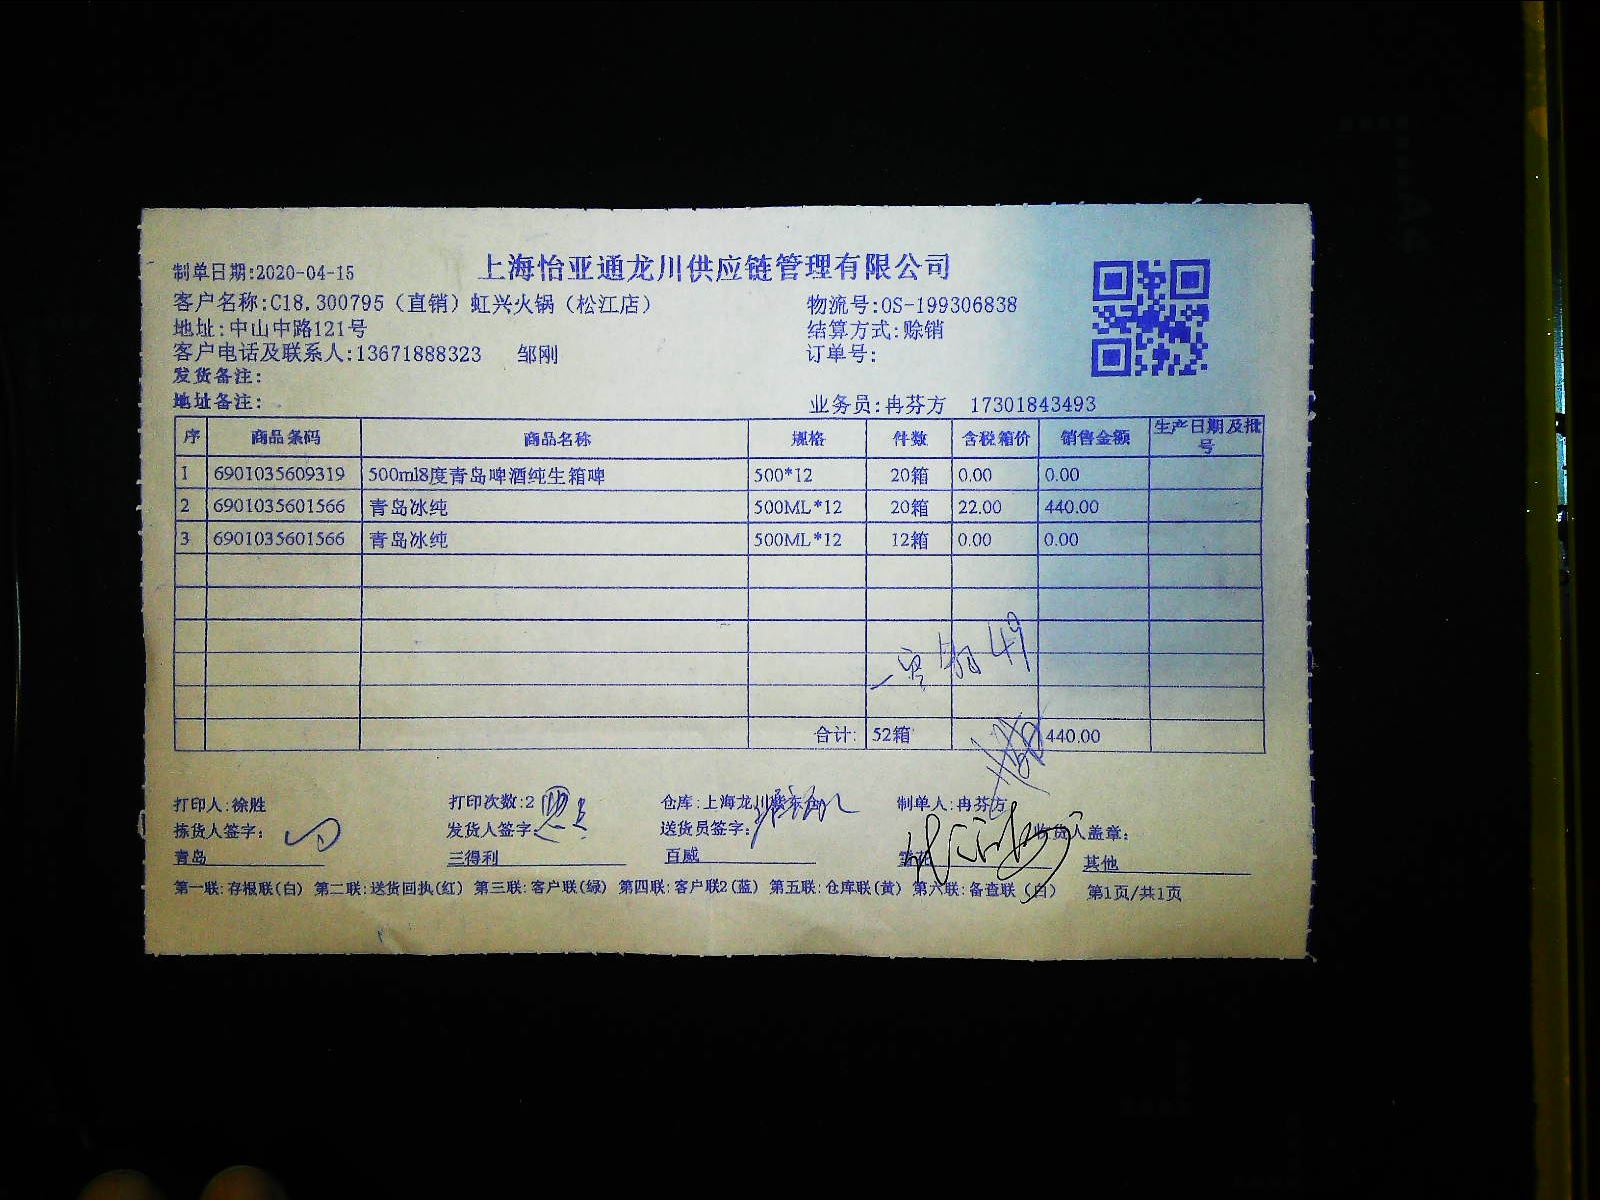 上海怡亚通龙川供应链管理有限公司
制单日期:2020-04-15
客户名称:C18.300795（直销）虹兴火锅（松江店） 物流号:OS-199306838
地址:中山中路121号 结算方式:赊销
客户电话及联系人:13671888323 邹刚 订单号:
发货备注:
地址备注: 业务员:冉芬方 17301843493
序 商品条码 商品名称 规格 件数 含税箱价 销售金额 生产日期及批号
1 6901035609319 500ml8度青岛啤酒纯生箱啤 500*12 20箱 0.00 0.00
2 6901035601566 青岛冰纯 500ML*12 20箱 22.00 440.00
3 6901035601566 青岛冰纯 500ML*12 12箱 0.00 0.00
49
合计: 52箱 440.00
打印人:徐胜 打印次数:2 仓库:上海龙川 制单人:冉芬方
拣货人签字: 发货人签字: 送货员签字: 收货人盖章:
青岛 三得利 百威 其他
第一联:存根联(白) 第二联:送货回执(红) 第三联:客户联(绿) 第四联:客户联2(蓝) 第五联:仓库联(黄) 第六联:备查联(白) 第1页/共1页